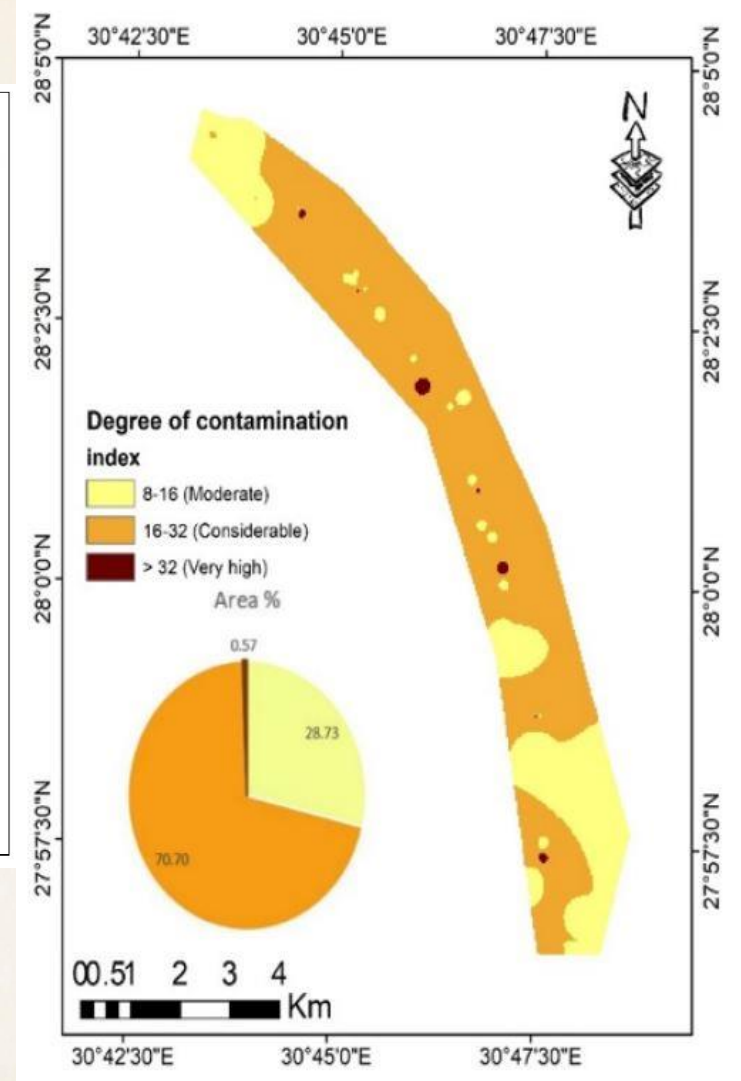 30°42'30"E 30°45'0"E 30°47'30"E
28°5'0"N 28°5'0"N
N
28°2'30"N 28°2'30"N
Degree of contamination
index
8-16 (Moderate)
16-32 (Considerable)
> 32 (Very high)
28°0'0"N 28°0'0"N
Area %
0.57
28.73
70.70
27°57'30"N 27°57'30"N
00.51 2 3 4
Km
30°42'30"E 30°45'0"E 30°47'30"E